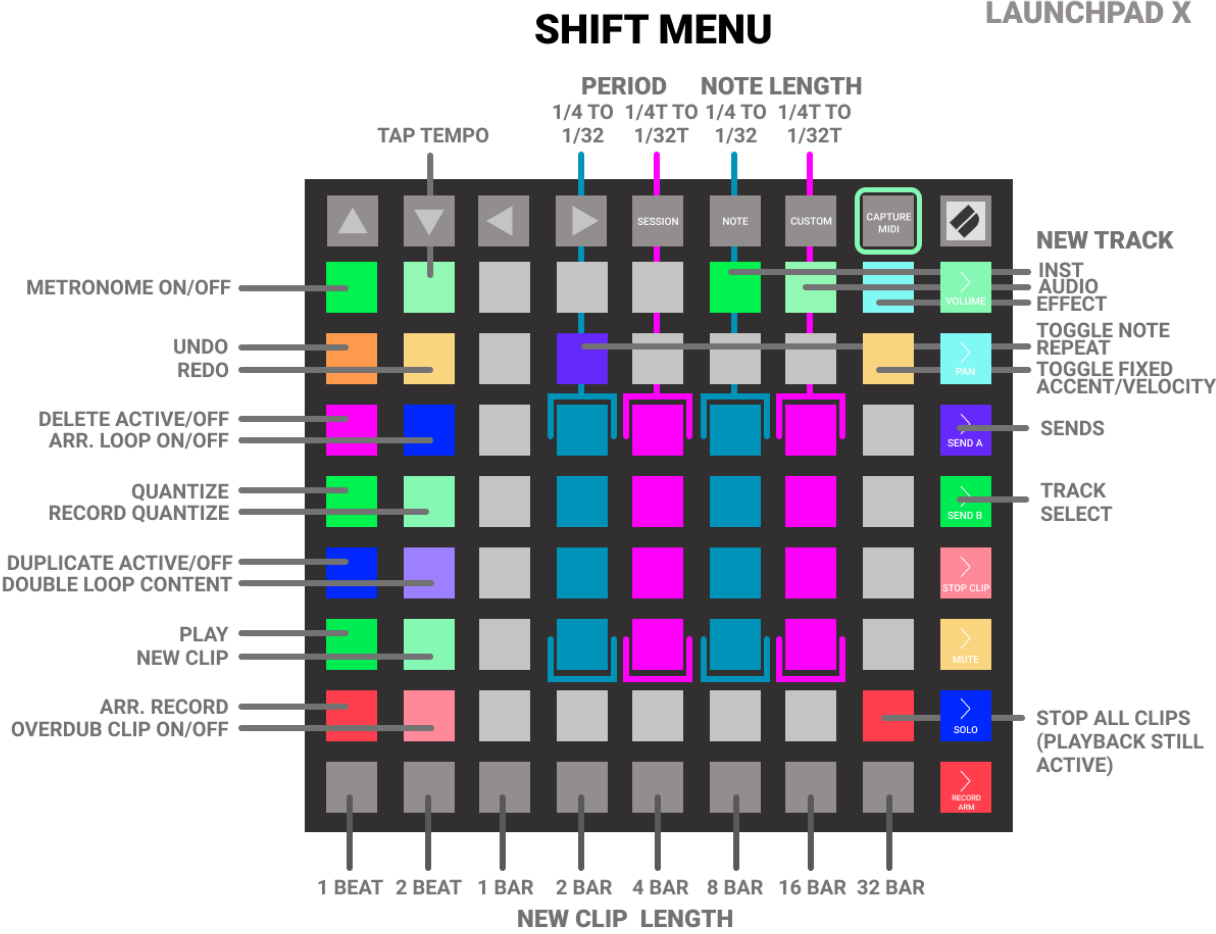 LAUNCHPAD X
SHIFT MENU
PERIOD NOTE LENGTH
1/4 TO 1/4T TO 1/4 TO 1/4T TO
1/32 1/32T 1/32 1/32T
TAP TEMPO
SESSION NOTE CUSTOM CAPTURE
MIDI
NEW TRACK
INST
AUDIO
EFFECT
METRONOME ON/OFF
VOLUME
TOGGLE NOTE
REPEAT
UNDO
REDO
PAN
TOGGLE FIXED
ACCENT/VELOCITY
DELETE ACTIVE/OFF
ARR. LOOP ON/OFF
SEND A
SENDS
QUANTIZE
RECORD QUANTIZE
SEND B
TRACK
SELECT
DUPLICATE ACTIVE/OFF
DOUBLE LOOP CONTENT
STOP CLIP
PLAY
NEW CLIP
MUTE
ARR. RECORD
OVERDUB CLIP ON/OFF
SOLO
STOP ALL CLIPS
(PLAYBACK STILL
ACTIVE)
RECORD
ARM
1 BEAT 2 BEAT 1 BAR 2 BAR 4 BAR 8 BAR 16 BAR 32 BAR
NEW CLIP LENGTH